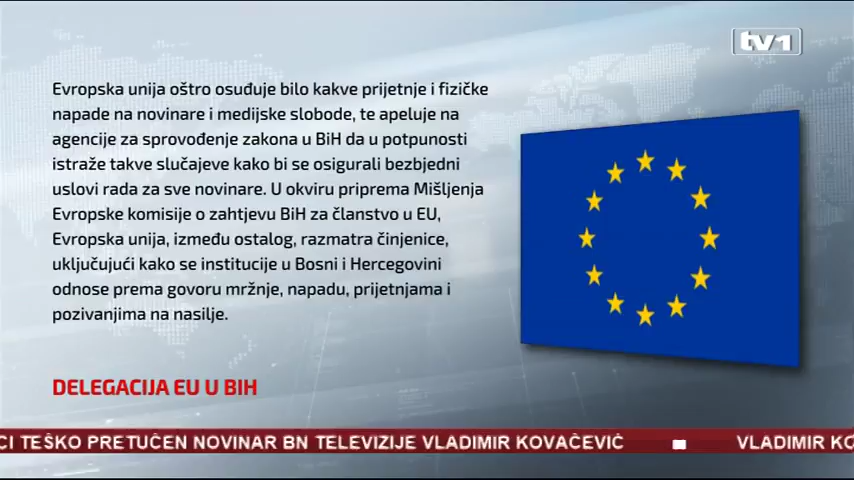 tv1
Evropska unija oštro osuđuje bilo kakve prijetnje i fizičke
napade na novinare i medijske slobode, te apeluje na
agencije za sprovođenje zakona u BiH da u potpunosti
istraže takve slučajeve kako bi se osigurali bezbjedni
uslovi rada za sve novinare. U okviru priprema Mišljenja
Evropske komisije o zahtjevu BiH za članstvo u EU,
Evropska unija, između ostalog, razmatra činjenice,
uključujući kako se institucije u Bosni i Hercegovini
odnose prema govoru mržnje, napadu, prijetnjama i
pozivanjima na nasilje.
DELEGACIJA EU U BIH
CI TEŠKO PRETUČEN NOVINAR BN TELEVIZIJE VLADIMIR KOVAČEVIĆ VLADIMIR KO